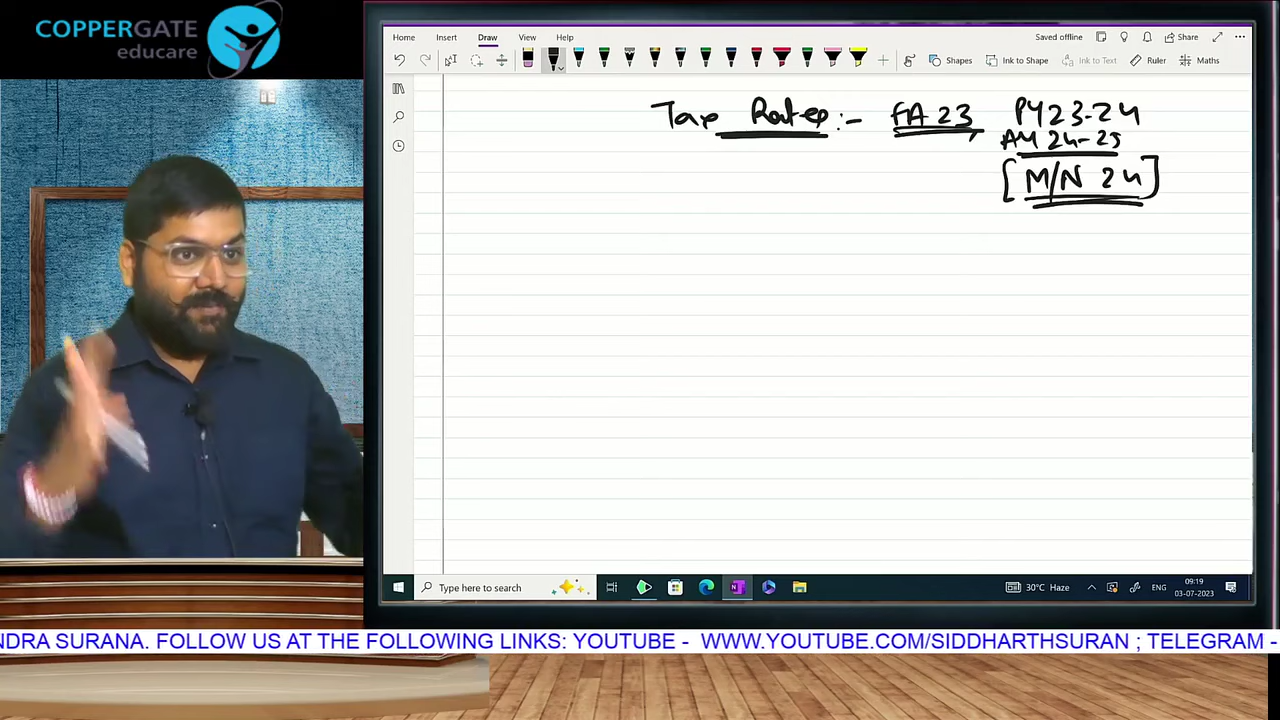 COPPERGATE
educare
Home Insert Draw View Help
Saved offline
Share
Shapes
Ink to Shape
Ink to Text
Ruler
Maths
Tax Rates :- FA 23 PY 23-24
AY 24-25
[M/N 24]
Type here to search
30°C Haze
ENG
09:19
03-07-2023
NDRA SURANA. FOLLOW US AT THE FOLLOWING LINKS: YOUTUBE - WWW.YOUTUBE.COM/SIDDHARTHSURAN ; TELEGRAM -